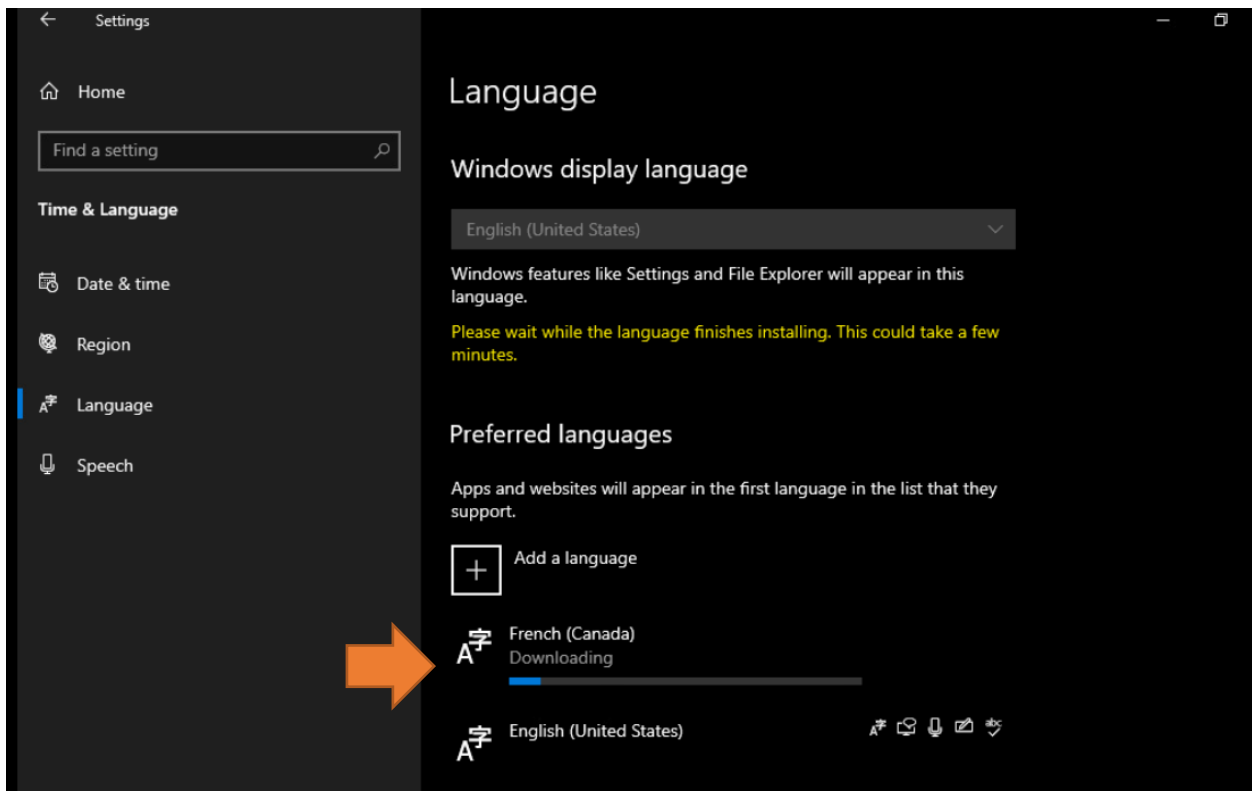 Settings
Home
Find a setting
Time & Language
Date & time
Region
Language
Speech
Language
Windows display language
English (United States)
Windows features like Settings and File Explorer will appear in this
language.
Please wait while the language finishes installing. This could take a few
minutes.
Preferred languages
Apps and websites will appear in the first language in the list that they
support.
Add a language
French (Canada)
Downloading
English (United States)